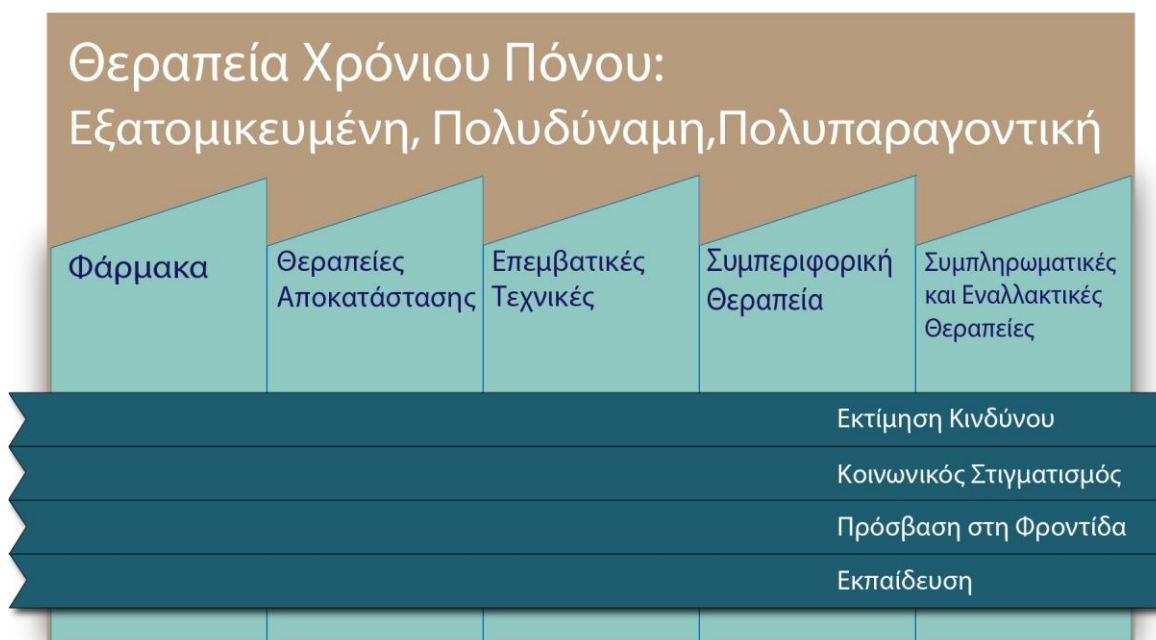 Θεραπεία Χρόνιου Πόνου:
Εξατομικευμένη, Πολυδύναμη,Πολυπαραγοντική
Φάρμακα
Θεραπείες
Αποκατάστασης
Επεμβατικές
Τεχνικές
Συμπεριφορική
Θεραπεία
Συμπληρωματικές
και Εναλλακτικές
Θεραπείες
Εκτίμηση Κινδύνου
Κοινωνικός Στιγματισμός
Πρόσβαση στη Φροντίδα
Εκπαίδευση